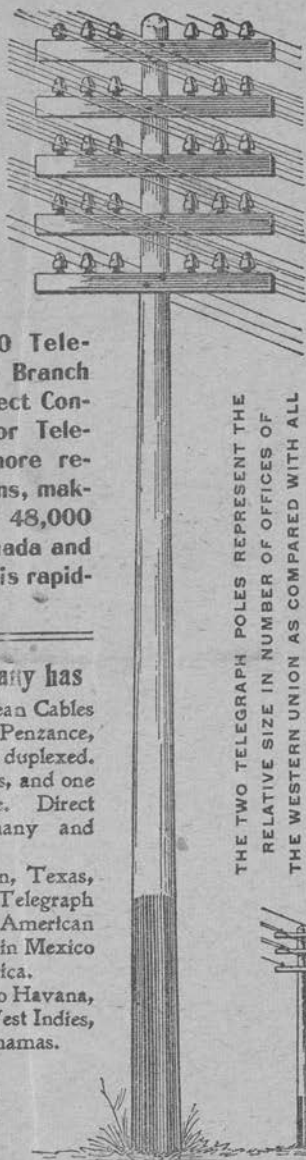 0 Tele-
Branch
ect Con-
or Tele-
nore re-
ns, mak-
48,000
ada and
is rapid-
any has
ean Cables
Penzance,
duplexed.
s, and one
e. Direct
many and
n, Texas,
Telegraph
American
in Mexico
ica.
o Havana,
Vest Indies,
hamas.
THE TWO TELEGRAPH POLES REPRESENT THE
RELATIVE SIZE IN NUMBER OF OFFICES OF
THE WESTERN UNION AS COMPARED WITH ALL